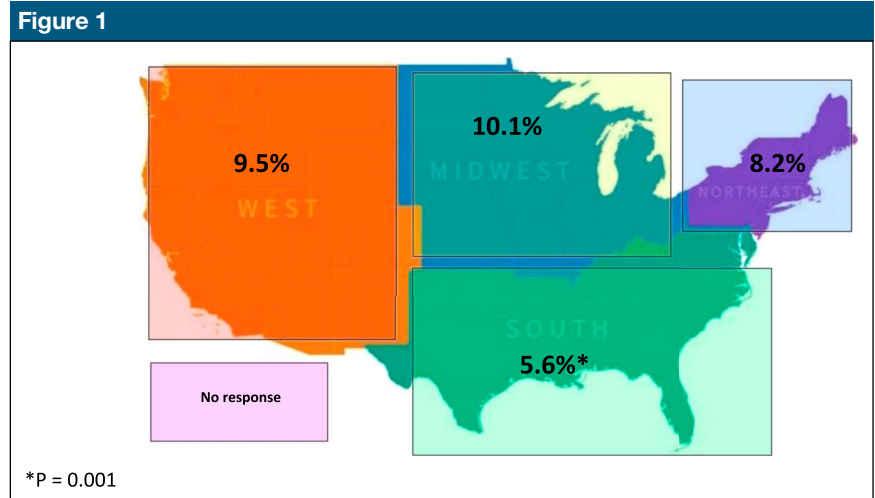 Figure 1
10.1%
9.5%
8.2%
MIDWEST
NORTHEAST
WEST
SOUTH
5.6%*
No response
*P = 0.001